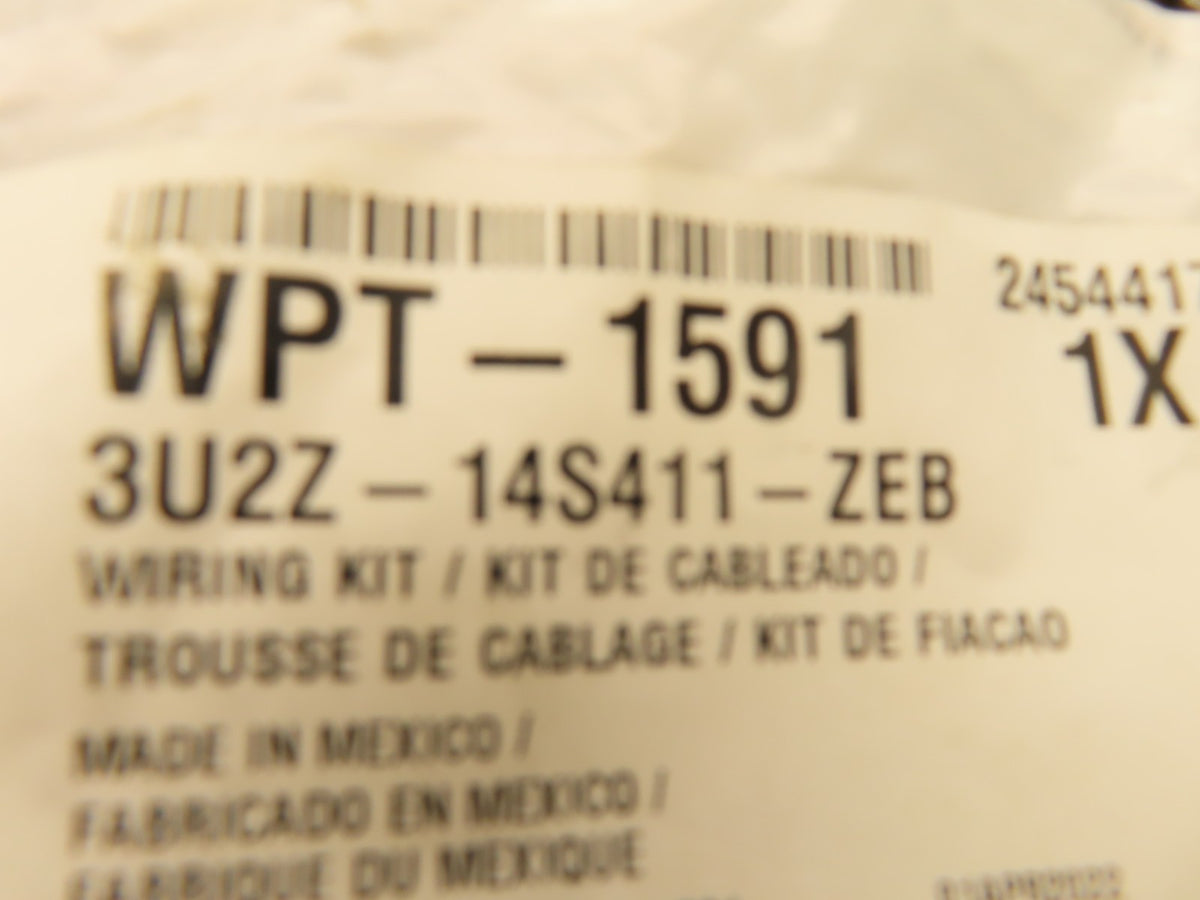 WPT-1591
2454417
1X
3U2Z-14S411-ZEB
WIRING KIT / KIT DE CABLEADO /
TROUSSE DE CABLAGE / KIT DE FIACAO
MADE IN MEXICO /
FABRICADO EN MEXICO /
FABRIQUE DU MEXIQUE